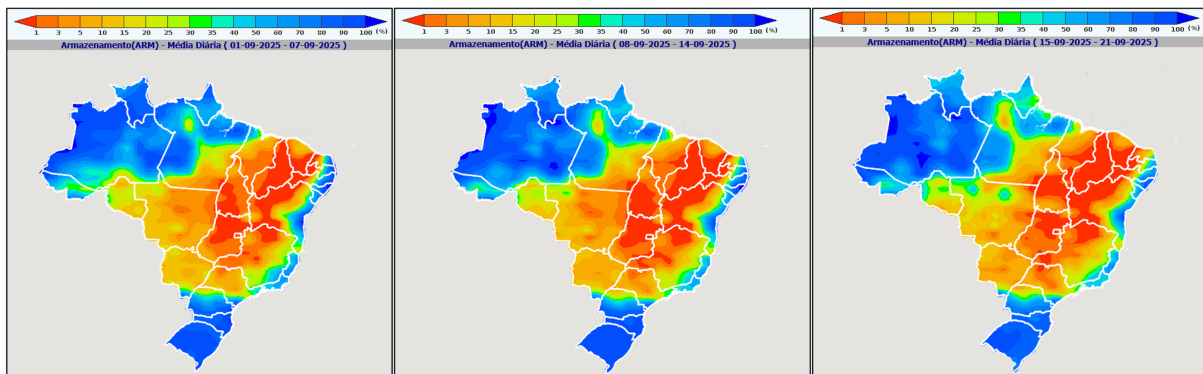 1 3 5 10 15 20 25 30 35 40 50 60 70 80 90 100 (%)
Armazenamento(ARM) - Média Diária ( 01-09-2025 - 07-09-2025 )
1 3 5 10 15 20 25 30 35 40 50 60 70 80 90 100 (%)
Armazenamento(ARM) - Média Diária ( 08-09-2025 - 14-09-2025 )
1 3 5 10 15 20 25 30 35 40 50 60 70 80 90 100 (%)
Armazenamento(ARM) - Média Diária ( 15-09-2025 - 21-09-2025 )